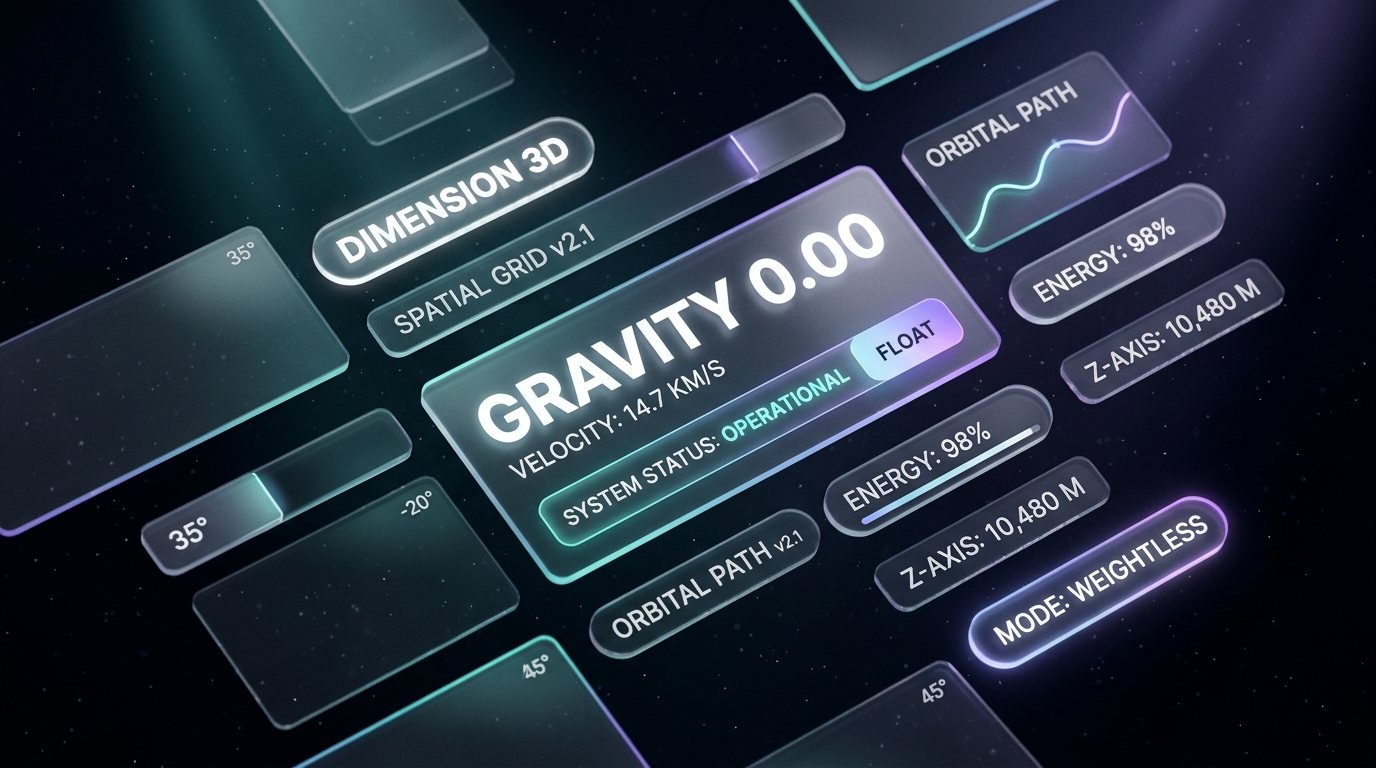 DIMENSION 3D
SPATIAL GRID v2.1
35°
35°
-20°
45°
GRAVITY 0.00
VELOCITY: 14.7 KM/S
SYSTEM STATUS: OPERATIONAL
FLOAT
ORBITAL PATH
ENERGY: 98%
Z-AXIS: 10,480 M
ENERGY: 98%
Z-AXIS: 10,480 M
ORBITAL PATH v2.1
MODE: WEIGHTLESS
45°